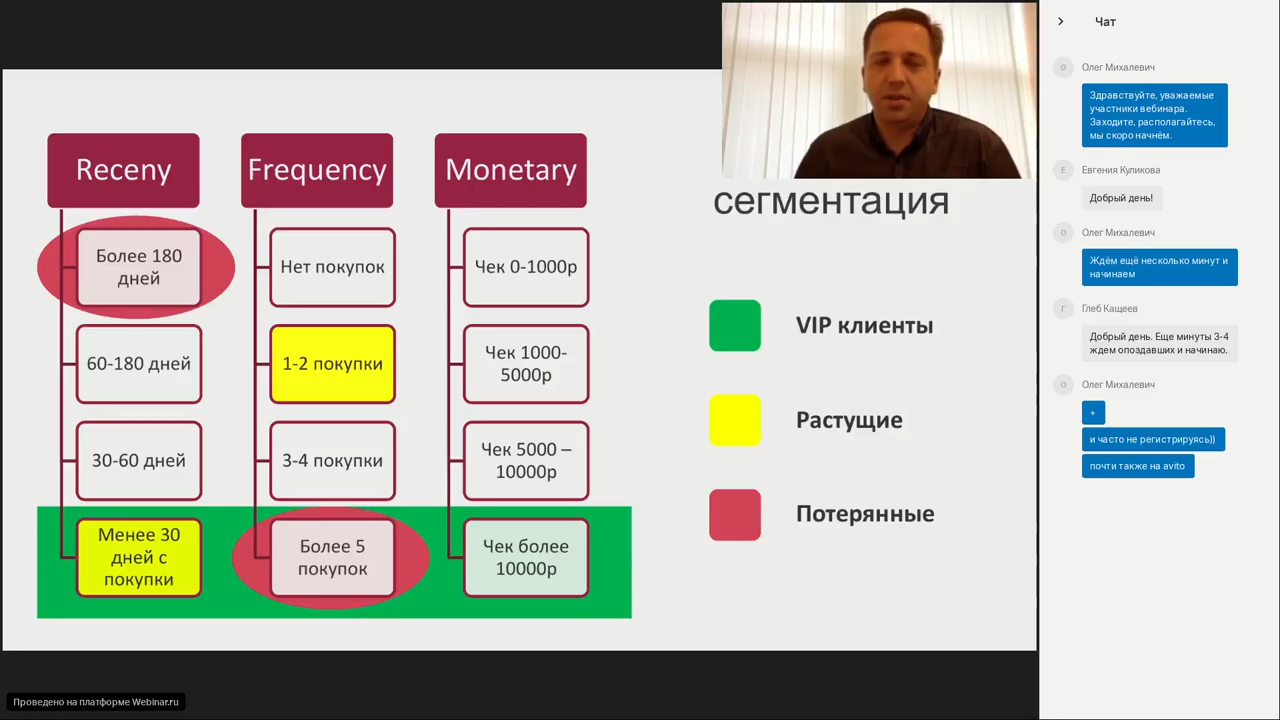 Receny
Frequency
Monetary
сегментация
Более 180
дней
Нет покупок
Чек 0-1000р
60-180 дней
1-2 покупки
Чек 1000-
5000р
30-60 дней
3-4 покупки
Чек 5000 –
10000р
Менее 30
дней с
покупки
Более 5
покупок
Чек более
10000р
VIP клиенты
Растущие
Потерянные
Проведено на платформе Webinar.ru
Чат
О
Олег Михалевич
Здравствуйте, уважаемые
участники вебинара.
Заходите, располагайтесь,
мы скоро начнём.
Е
Евгения Куликова
Добрый день!
О
Олег Михалевич
Ждём ещё несколько минут и
начинаем
Г
Глеб Кащеев
Добрый день. Еще минуты 3-4
ждем опоздавших и начинаю.
О
Олег Михалевич
+
и часто не регистрируясь))
почти также на avito